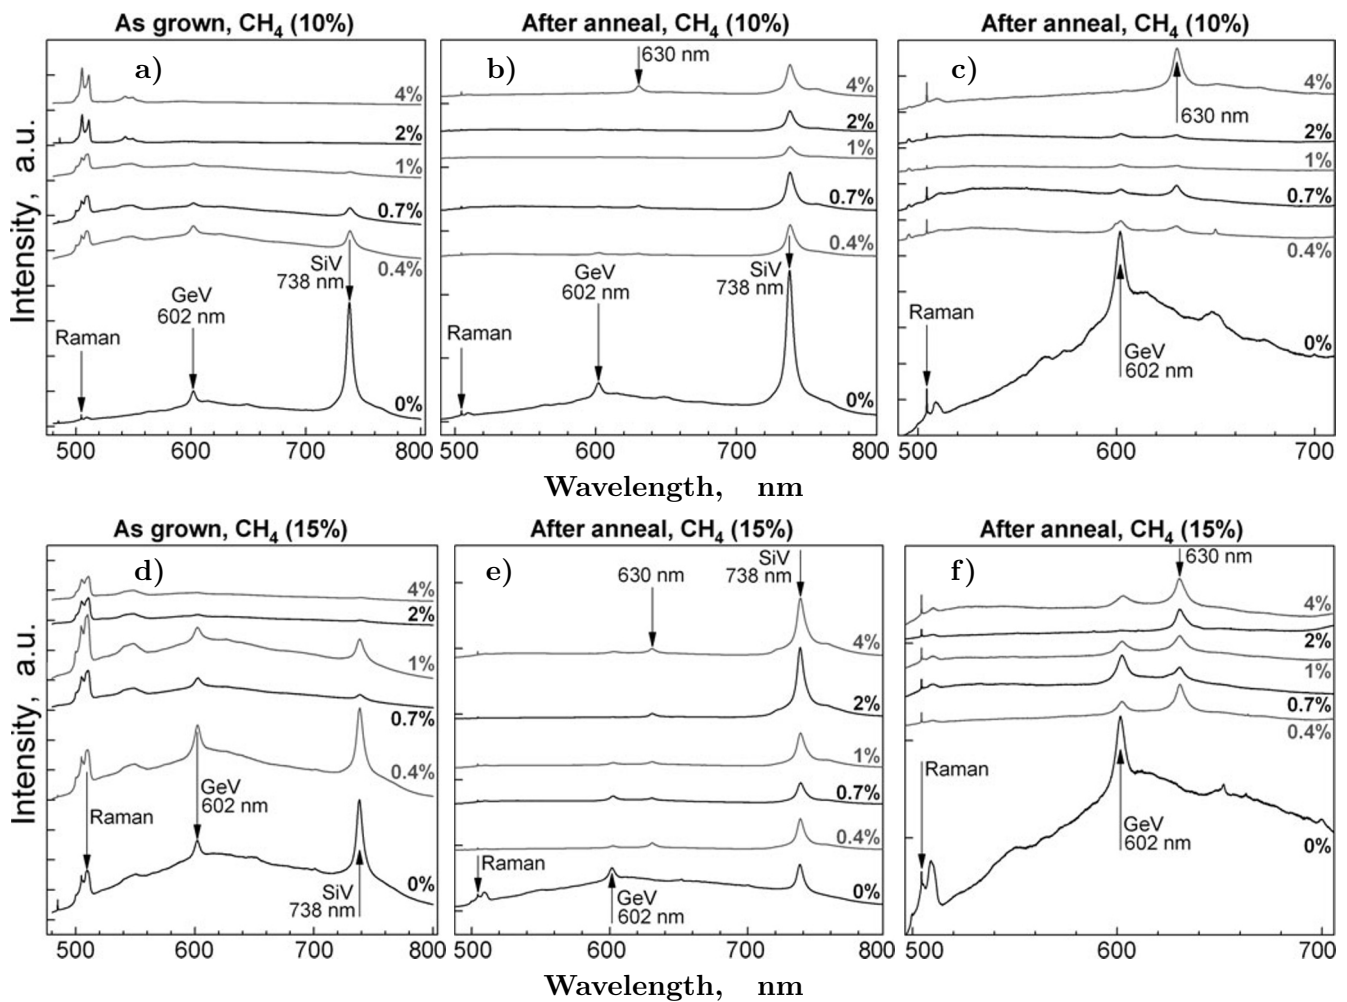 As grown, CH4 (10%)
After anneal, CH4 (10%)
After anneal, CH4 (10%)
Intensity, a.u.
a)
4%
2%
1%
0.7%
0.4%
SiV
738 nm
GeV
602 nm
Raman
0%
500
600
700
800
b)
630 nm
4%
2%
1%
0.7%
0.4%
SiV
738 nm
GeV
602 nm
Raman
0%
500
600
700
800
c)
4%
630 nm
2%
1%
0.7%
0.4%
Raman
GeV
602 nm
0%
500
600
700
Wavelength, nm
As grown, CH4 (15%)
After anneal, CH4 (15%)
After anneal, CH4 (15%)
Intensity, a.u.
d)
4%
2%
1%
0.7%
0.4%
GeV
602 nm
Raman
0%
SiV
738 nm
500
600
700
800
e)
SiV
738 nm
630 nm
4%
2%
1%
0.7%
0.4%
Raman
0%
GeV
602 nm
600
700
800
f)
630 nm
4%
2%
1%
0.7%
0.4%
Raman
GeV
602 nm
0%
500
600
700
Wavelength, nm